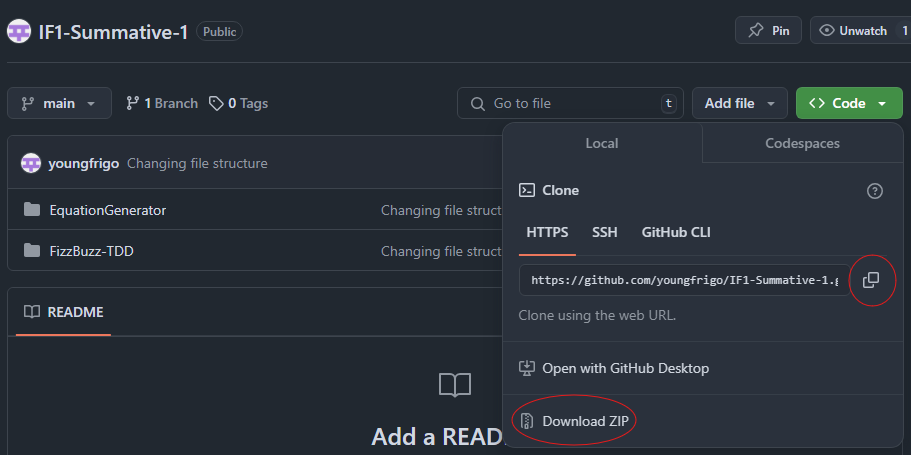 IF1-Summative-1 Public
Pin
Unwatch 1
main
1 Branch
0 Tags
Go to file t
Add file
Code
youngfrigo Changing file structure
EquationGenerator Changing file struct
FizzBuzz-TDD Changing file struct
README
Add a READ
Local Codespaces
Clone
HTTPS SSH GitHub CLI
https://github.com/youngfrigo/IF1-Summative-1.g
Clone using the web URL.
Open with GitHub Desktop
Download ZIP